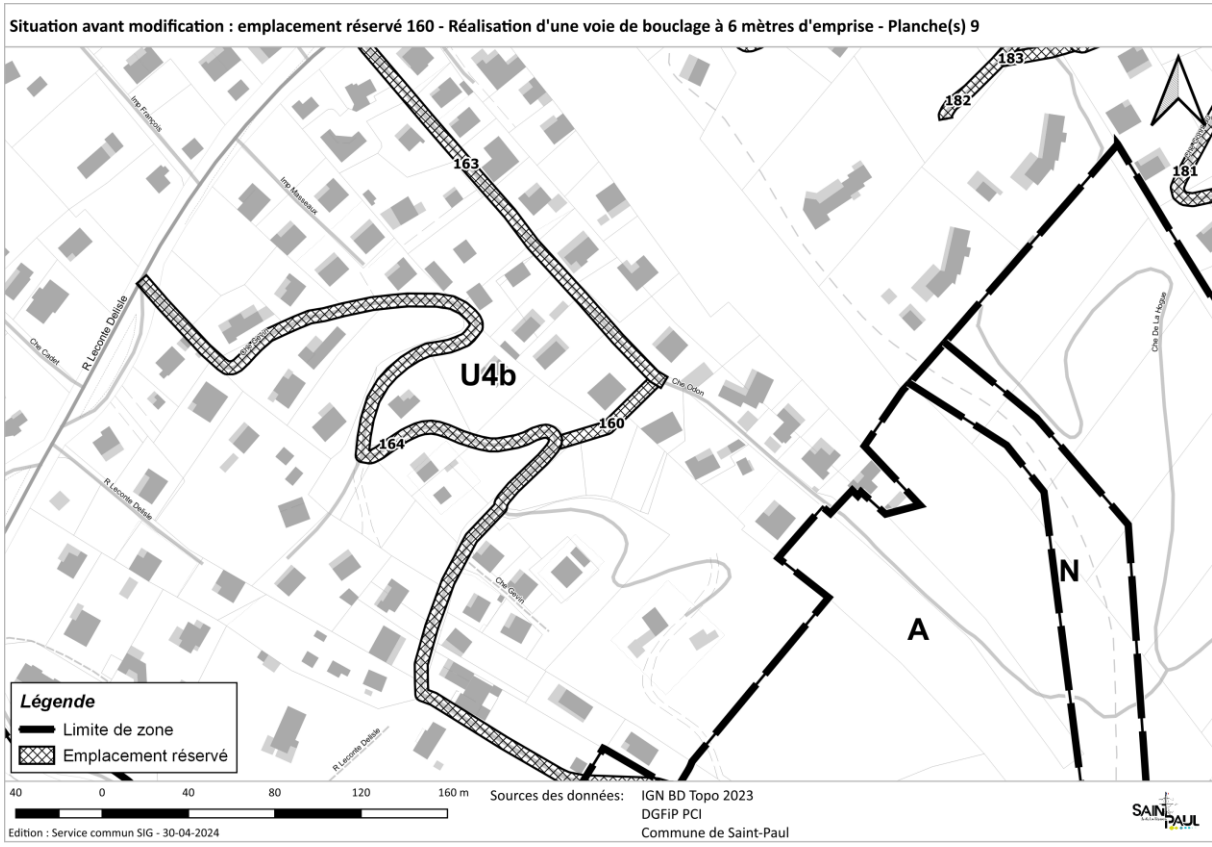 Situation avant modification : emplacement réservé 160 - Réalisation d'une voie de bouclage à 6 mètres d'emprise - Planche(s) 9
183
182
Imp François
163
181
Imp Masseaux
R Leconte Delisle
Che De La Hogue
Che Cadet
U4b
Che Odon
160
164
R Leconte Delisle
Che Gevin
N
A
R Leconte Delisle
Légende
Limite de zone
Emplacement réservé
40 0 40 80 120 160 m
Sources des données: IGN BD Topo 2023
DGFiP PCI
Commune de Saint-Paul
Edition : Service commun SIG - 30-04-2024
SAINT
PAUL